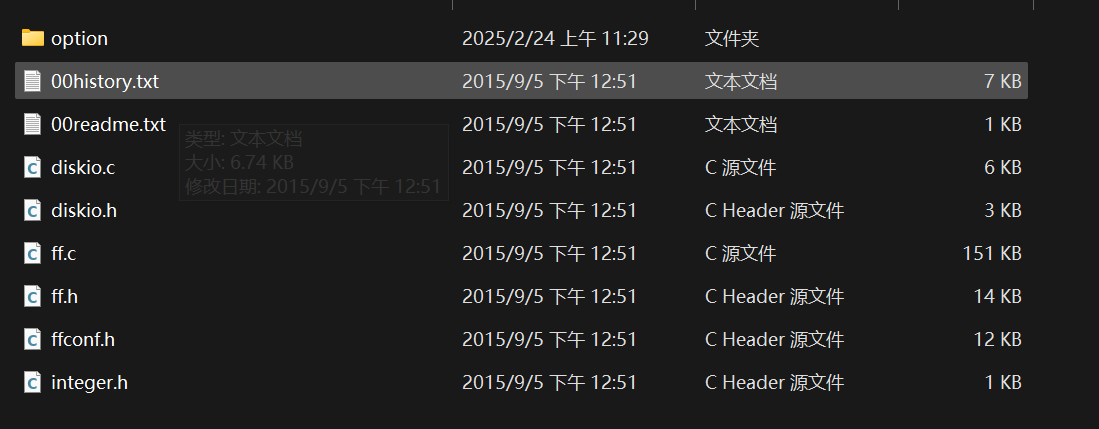 option 2025/2/24 上午 11:29 文件夹
00history.txt 2015/9/5 下午 12:51 文本文档 7 KB
00readme.txt 2015/9/5 下午 12:51 文本文档 1 KB
类型: 文本文档
大小: 6.74 KB
修改日期: 2015/9/5 下午 12:51
diskio.c 2015/9/5 下午 12:51 C 源文件 6 KB
diskio.h 2015/9/5 下午 12:51 C Header 源文件 3 KB
ff.c 2015/9/5 下午 12:51 C 源文件 151 KB
ff.h 2015/9/5 下午 12:51 C Header 源文件 14 KB
ffconf.h 2015/9/5 下午 12:51 C Header 源文件 12 KB
integer.h 2015/9/5 下午 12:51 C Header 源文件 1 KB